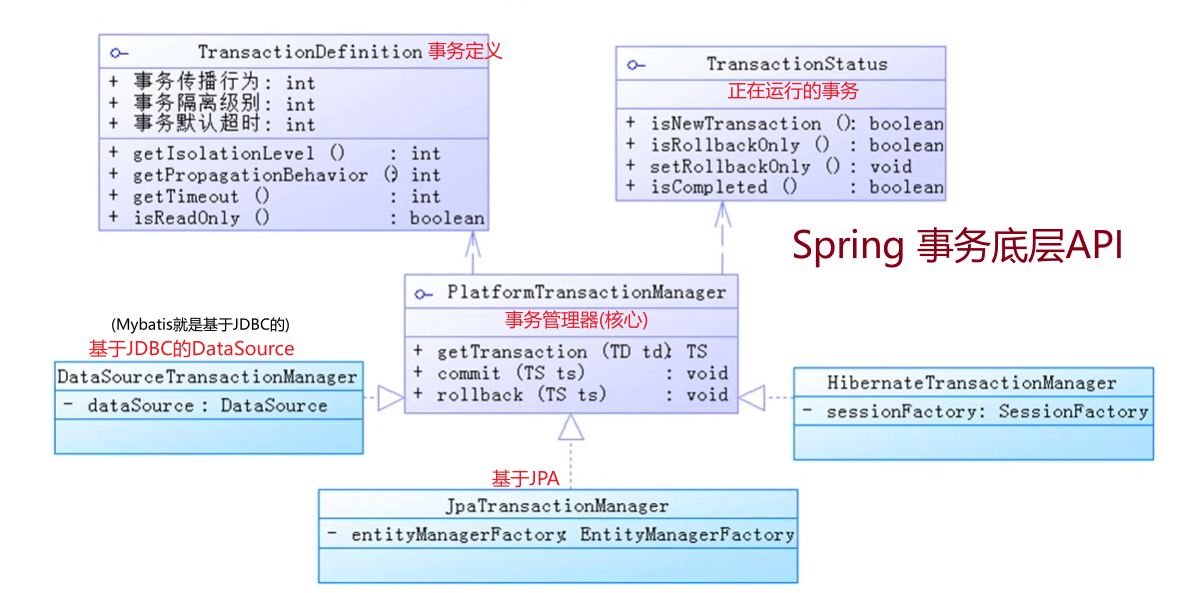 TransactionDefinition 事务定义
+ 事务传播行为: int
+ 事务隔离级别: int
+ 事务默认超时: int
+ getIsolationLevel () : int
+ getPropagationBehavior () : int
+ getTimeout () : int
+ isReadOnly () : boolean
TransactionStatus
正在运行的事务
+ isNewTransaction (): boolean
+ isRollbackOnly () : boolean
+ setRollbackOnly () : void
+ isCompleted () : boolean
Spring 事务底层API
PlatformTransactionManager
事务管理器(核心)
+ getTransaction (TD td): TS
+ commit (TS ts) : void
+ rollback (TS ts) : void
(Mybatis就是基于JDBC的)
基于JDBC的DataSource
DataSourceTransactionManager
- dataSource : DataSource
HibernateTransactionManager
- sessionFactory: SessionFactory
基于JPA
JpaTransactionManager
- entityManagerFactory: EntityManagerFactory